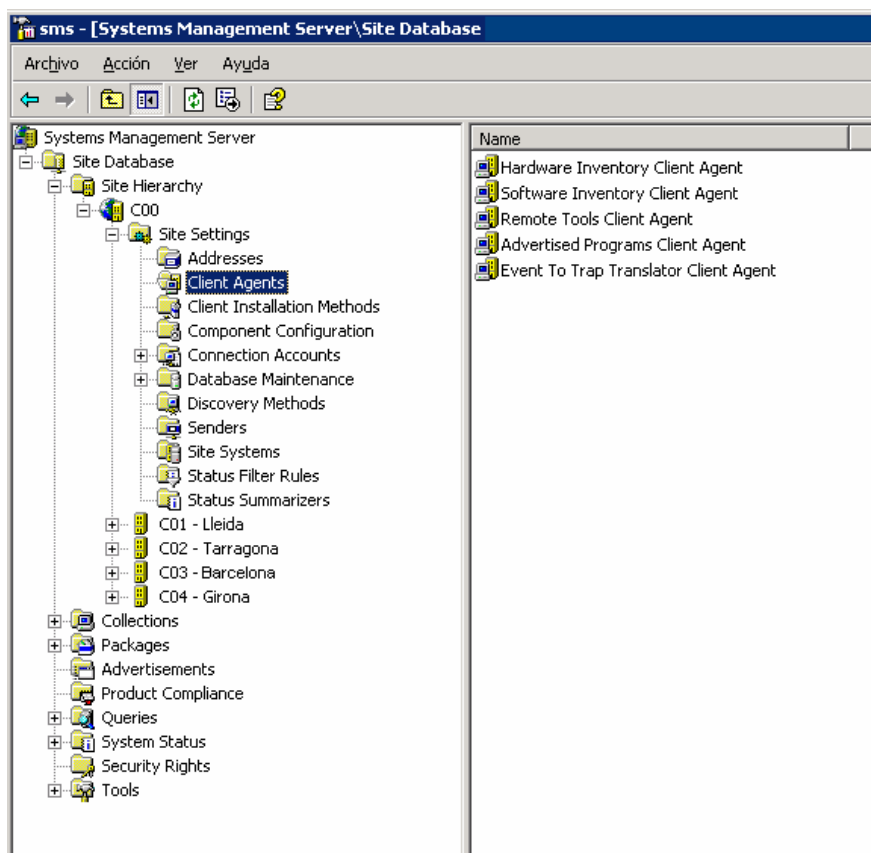 sms - [Systems Management Server\Site Database
Archivo Acción Ver Ayuda
Systems Management Server
Site Database
Site Hierarchy
C00
Site Settings
Addresses
Client Agents
Client Installation Methods
Component Configuration
Connection Accounts
Database Maintenance
Discovery Methods
Senders
Site Systems
Status Filter Rules
Status Summarizers
C01 - Lleida
C02 - Tarragona
C03 - Barcelona
C04 - Girona
Collections
Packages
Advertisements
Product Compliance
Queries
System Status
Security Rights
Tools
Name
Hardware Inventory Client Agent
Software Inventory Client Agent
Remote Tools Client Agent
Advertised Programs Client Agent
Event To Trap Translator Client Agent